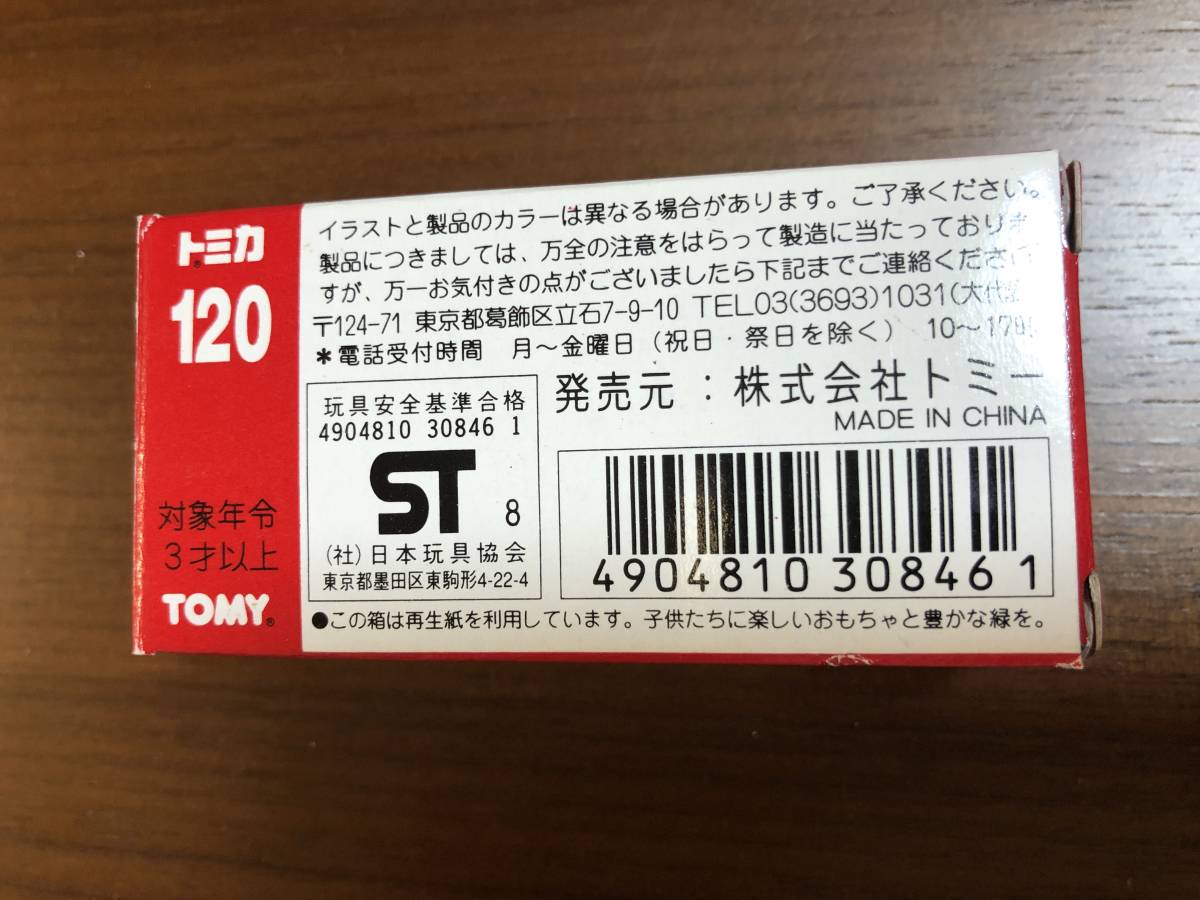 トミカ
120
対象年令
3才以上
TOMY
イラストと製品のカラーは異なる場合があります。ご了承ください。
製品につきましては、万全の注意をはらって製造に当たっておりま
すが、万一お気付きの点がございましたら下記までご連絡ください
〒124-71 東京都葛飾区立石7-9-10 TEL03(3693)1031(大代
*電話受付時間 月〜金曜日(祝日・祭日を除く) 10〜17時
発売元:株式会社トミー
MADE IN CHINA
玩具安全基準合格
4904810 30846 1
ST 8
(社)日本玩具協会
東京都墨田区東駒形4-22-4
4904810 308461
●この箱は再生紙を利用しています。子供たちに楽しいおもちゃと豊かな緑を。